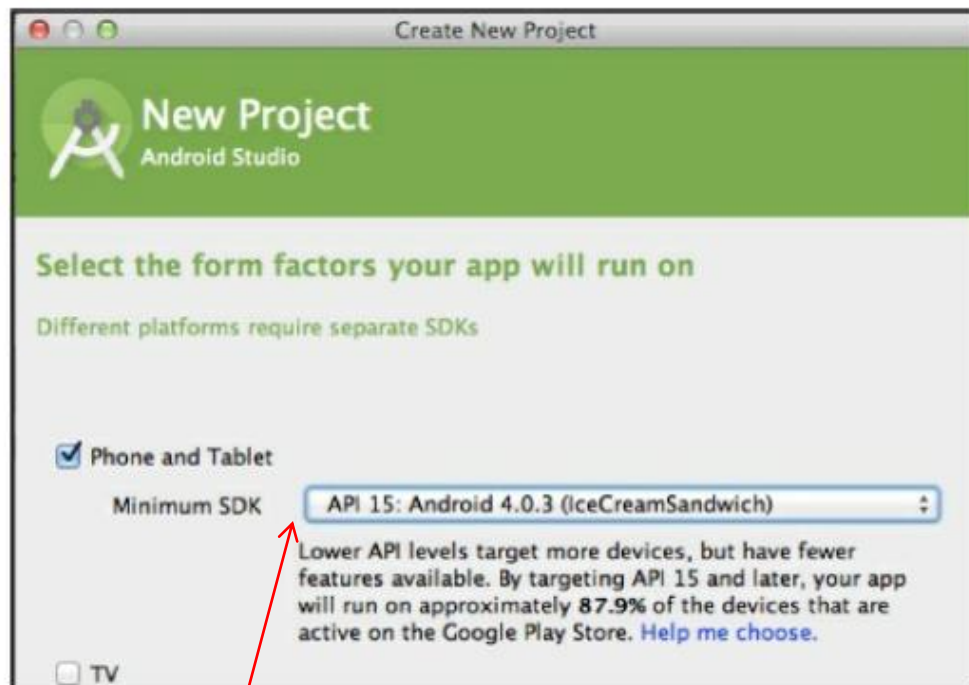 Create New Project
New Project
Android Studio
Select the form factors your app will run on
Different platforms require separate SDKs
Phone and Tablet
Minimum SDK API 15: Android 4.0.3 (IceCreamSandwich)
Lower API levels target more devices, but have fewer
features available. By targeting API 15 and later, your app
will run on approximately 87.9% of the devices that are
active on the Google Play Store. Help me choose.
TV